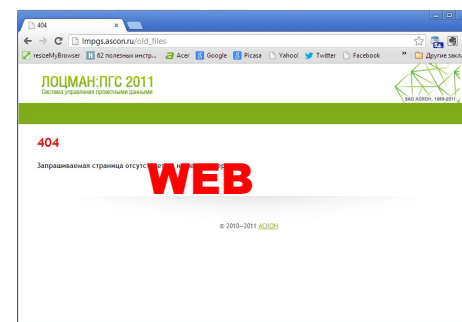 404
lmpgs.ascon.ru/old_files
resizeMyBrowser 62 полезных инстр... Acer Google Picasa Yahoo! Twitter Facebook » Другие закла
ЛОЦМАН:ПГС 2011
Система управления проектными данными
ЗАО АСКОН, 1989-2011
404
Запрашиваемая страница отсутст
WEB
© 2010–2011 АСКОН